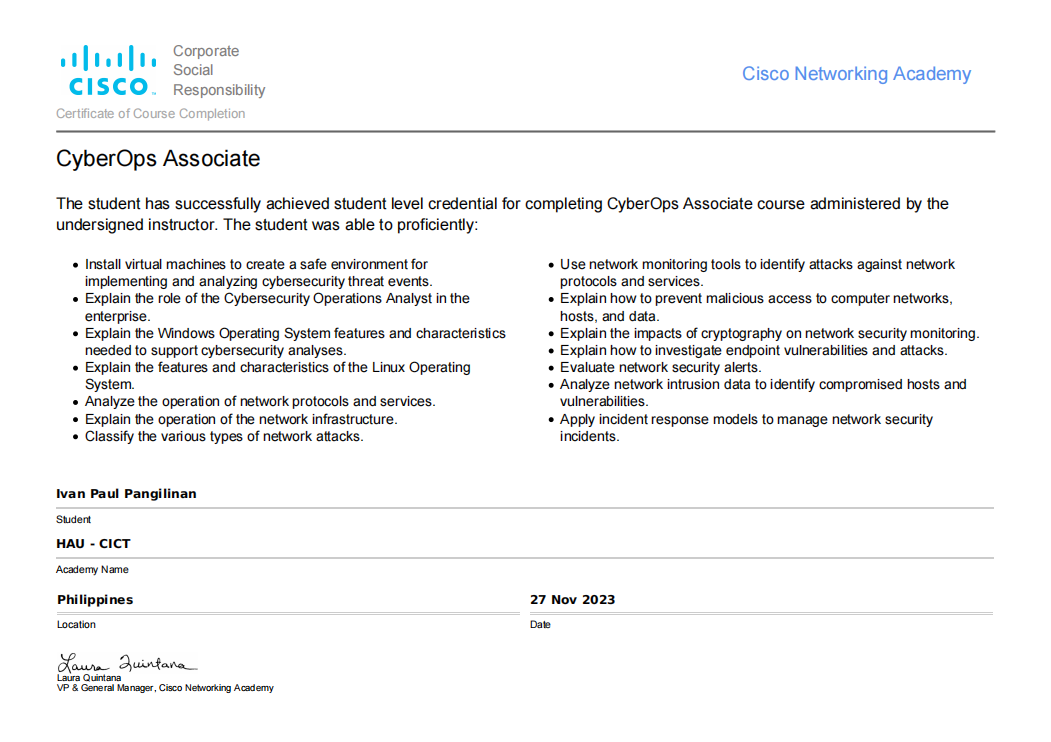 CISCO
Corporate
Social
Responsibility
Cisco Networking Academy
Certificate of Course Completion
CyberOps Associate
The student has successfully achieved student level credential for completing CyberOps Associate course administered by the
undersigned instructor. The student was able to proficiently:
• Install virtual machines to create a safe environment for
implementing and analyzing cybersecurity threat events.
• Explain the role of the Cybersecurity Operations Analyst in the
enterprise.
• Explain the Windows Operating System features and characteristics
needed to support cybersecurity analyses.
• Explain the features and characteristics of the Linux Operating
System.
• Analyze the operation of network protocols and services.
• Explain the operation of the network infrastructure.
• Classify the various types of network attacks.
• Use network monitoring tools to identify attacks against network
protocols and services.
• Explain how to prevent malicious access to computer networks,
hosts, and data.
• Explain the impacts of cryptography on network security monitoring.
• Explain how to investigate endpoint vulnerabilities and attacks.
• Evaluate network security alerts.
• Analyze network intrusion data to identify compromised hosts and
vulnerabilities.
• Apply incident response models to manage network security
incidents.
Ivan Paul Pangilinan
Student
HAU - CICT
Academy Name
Philippines
Location
27 Nov 2023
Date
Laura Quintana
Laura Quintana
VP & General Manager, Cisco Networking Academy